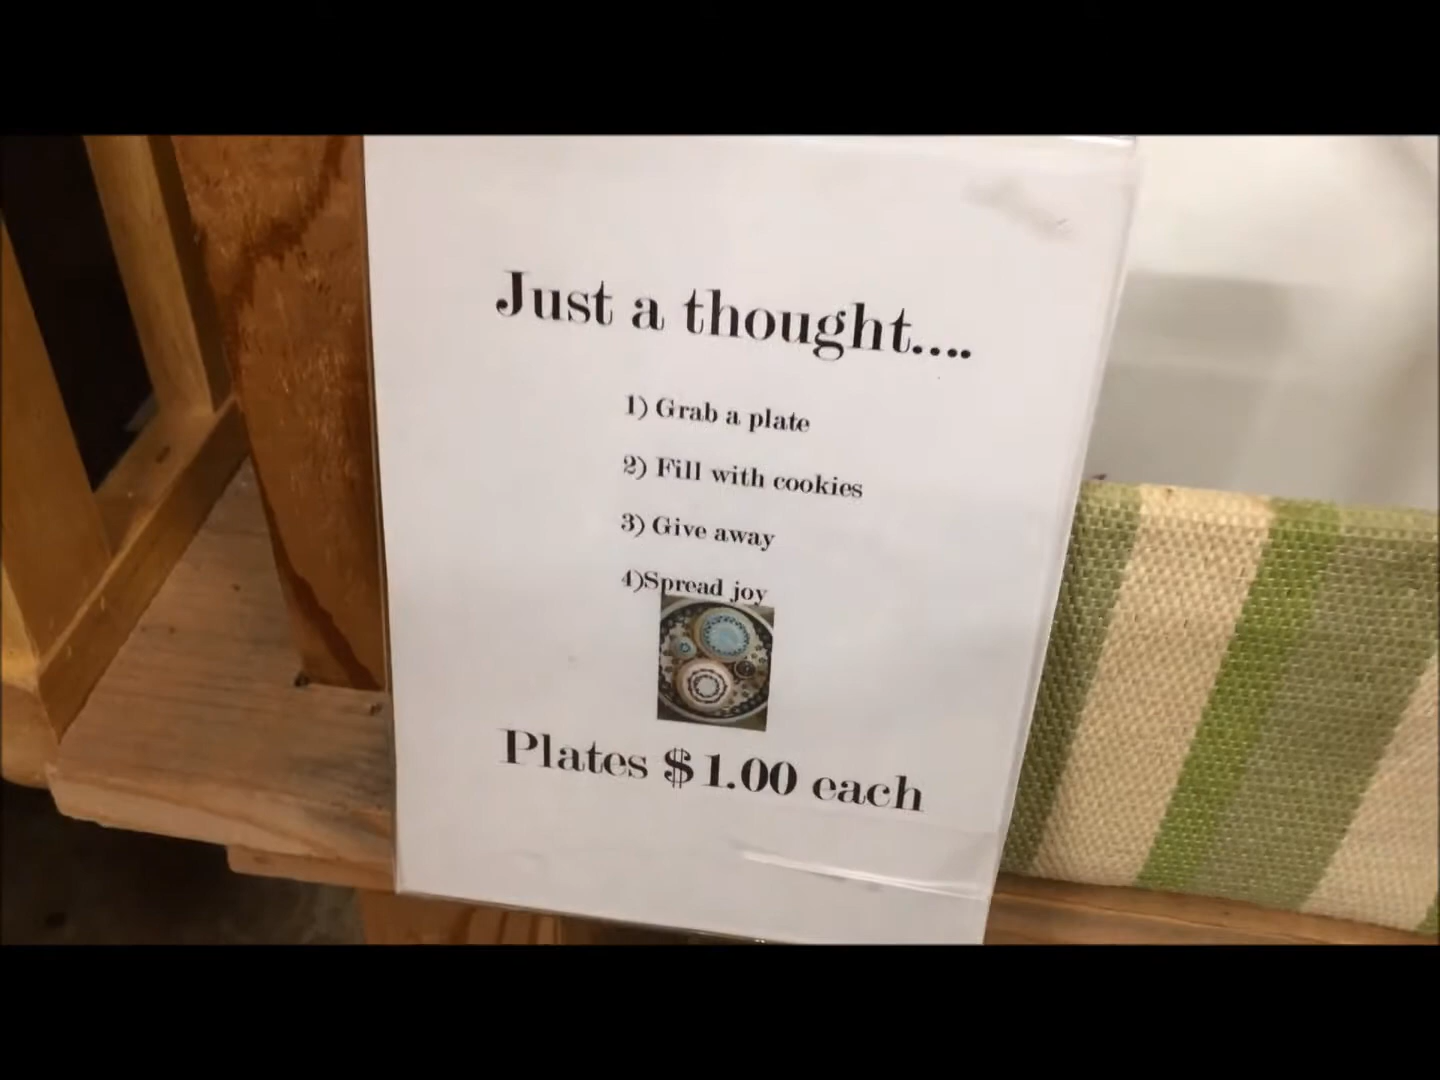 Just a thought....
1) Grab a plate
2) Fill with cookies
3) Give away
4)Spread joy
Plates $1.00 each